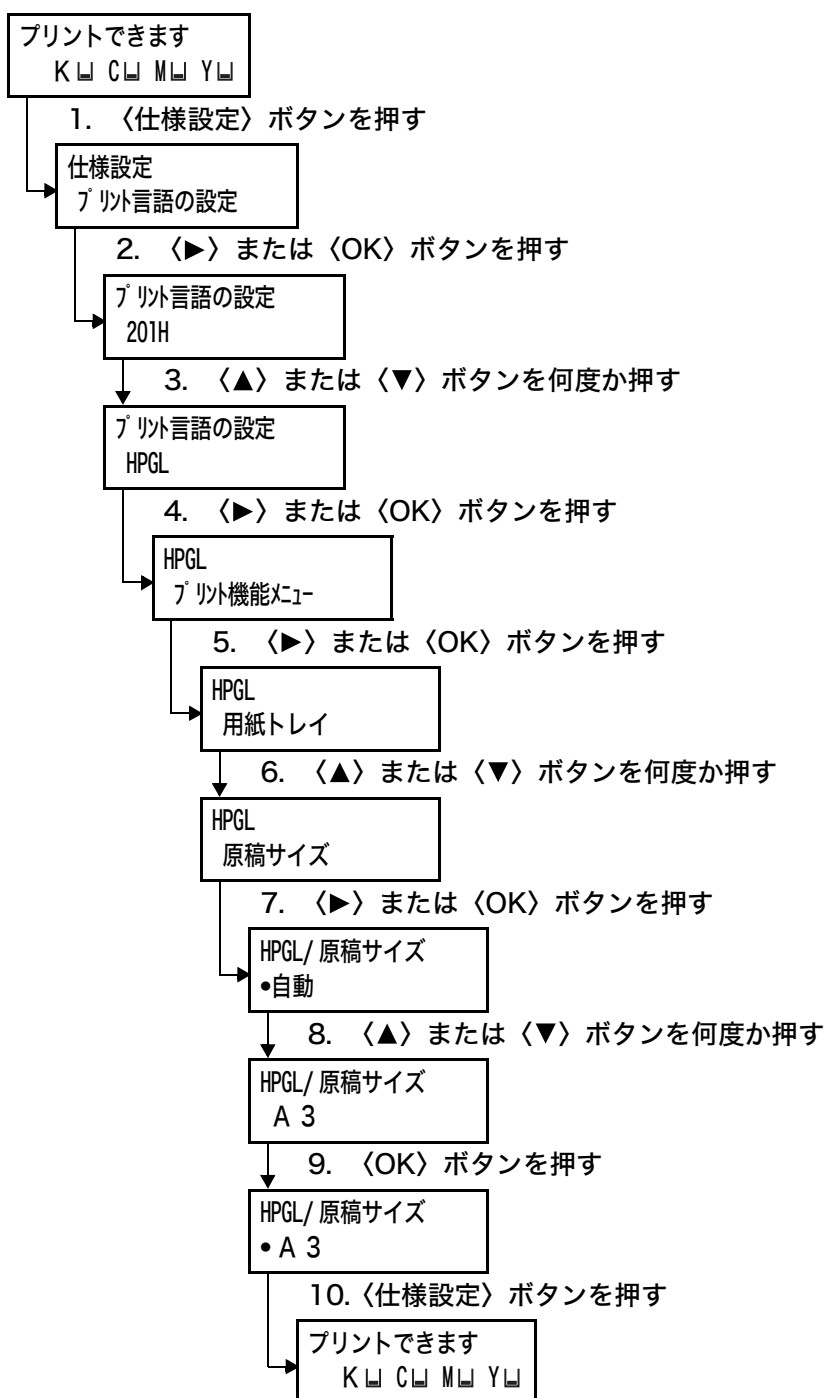 プリントできます
K C M Y
1. 〈仕様設定〉ボタンを押す
仕様設定
ﾌﾟﾘﾝﾄ言語の設定
2. 〈▶〉または〈OK〉ボタンを押す
ﾌﾟﾘﾝﾄ言語の設定
201H
3. 〈▲〉または〈▼〉ボタンを何度か押す
ﾌﾟﾘﾝﾄ言語の設定
HPGL
4. 〈▶〉または〈OK〉ボタンを押す
HPGL
ﾌﾟﾘﾝﾄ機能ﾒﾆｭｰ
5. 〈▶〉または〈OK〉ボタンを押す
HPGL
用紙トレイ
6. 〈▲〉または〈▼〉ボタンを何度か押す
HPGL
原稿サイズ
7. 〈▶〉または〈OK〉ボタンを押す
HPGL/原稿サイズ
•自動
8. 〈▲〉または〈▼〉ボタンを何度か押す
HPGL/原稿サイズ
A 3
9. 〈OK〉ボタンを押す
HPGL/原稿サイズ
• A 3
10.〈仕様設定〉ボタンを押す
プリントできます
K C M Y